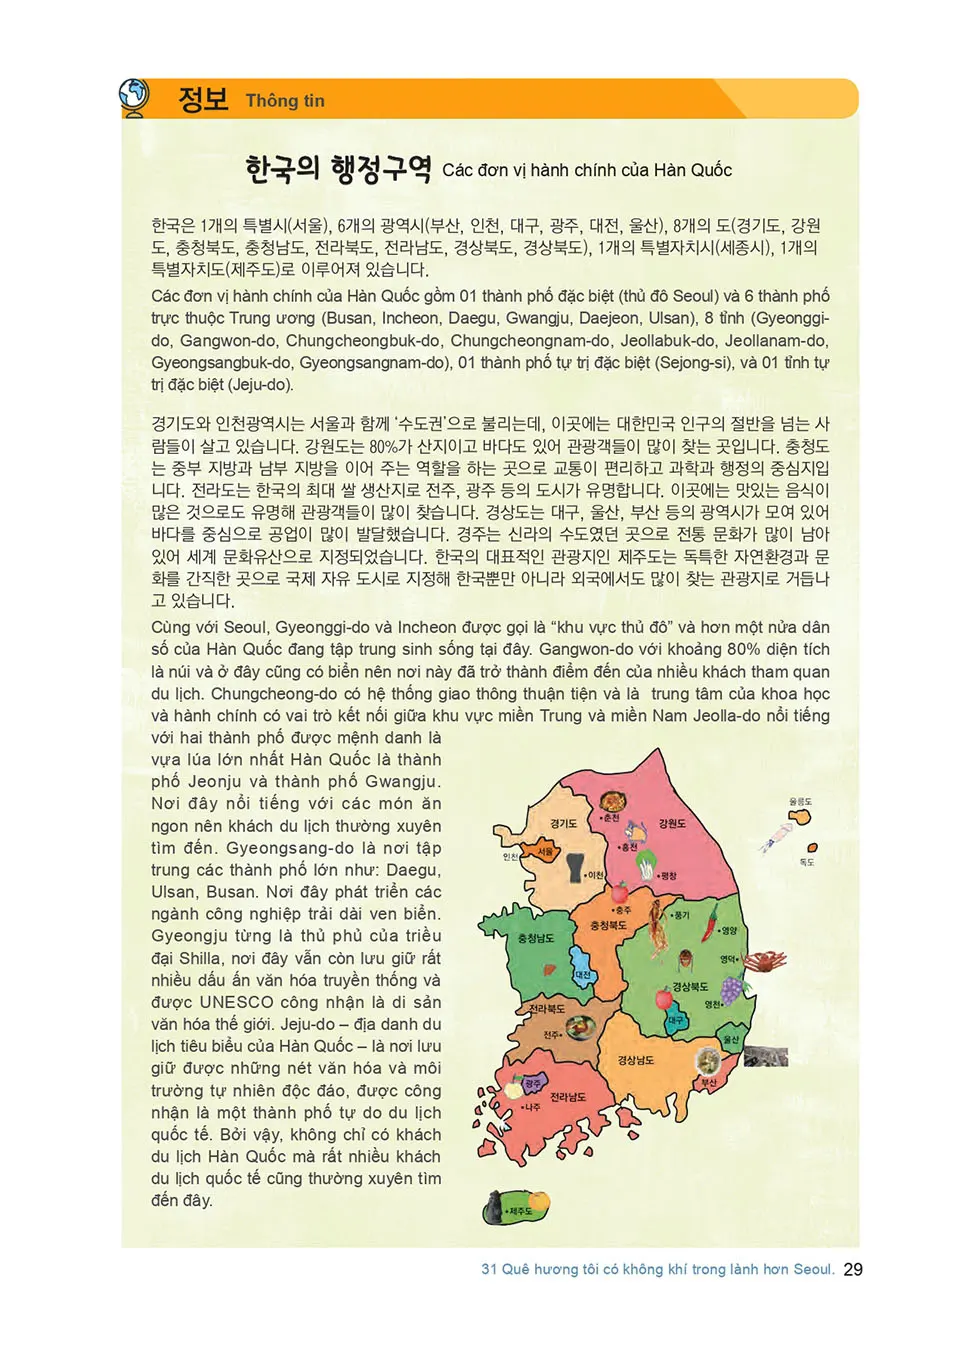 정보 Thông tin
한국의 행정구역 Các đơn vị hành chính của Hàn Quốc
한국은 1개의 특별시(서울), 6개의 광역시(부산, 인천, 대구, 광주, 대전, 울산), 8개의 도(경기도, 강원
도, 충청북도, 충청남도, 전라북도, 전라남도, 경상북도, 경상북도), 1개의 특별자치시(세종시), 1개의
특별자치도(제주도)로 이루어져 있습니다.
Các đơn vị hành chính của Hàn Quốc gồm 01 thành phố đặc biệt (thủ đô Seoul) và 6 thành phố
trực thuộc Trung ương (Busan, Incheon, Daegu, Gwangju, Daejeon, Ulsan), 8 tỉnh (Gyeonggi-
do, Gangwon-do, Chungcheongbuk-do, Chungcheongnam-do, Jeollabuk-do, Jeollanam-do,
Gyeongsangbuk-do, Gyeongsangnam-do), 01 thành phố tự trị đặc biệt (Sejong-si), và 01 tỉnh tự
trị đặc biệt (Jeju-do).
경기도와 인천광역시는 서울과 함께 ‘수도권’으로 불리는데, 이곳에는 대한민국 인구의 절반을 넘는 사
람들이 살고 있습니다. 강원도는 80%가 산지이고 바다도 있어 관광객들이 많이 찾는 곳입니다. 충청도
는 중부 지방과 남부 지방을 이어 주는 역할을 하는 곳으로 교통이 편리하고 과학과 행정의 중심지입
니다. 전라도는 한국의 최대 쌀 생산지로 전주, 광주 등의 도시가 유명합니다. 이곳에는 맛있는 음식이
많은 것으로도 유명해 관광객들이 많이 찾습니다. 경상도는 대구, 울산, 부산 등의 광역시가 모여 있어
바다를 중심으로 공업이 많이 발달했습니다. 경주는 신라의 수도였던 곳으로 전통 문화가 많이 남아
있어 세계 문화유산으로 지정되었습니다. 한국의 대표적인 관광지인 제주도는 독특한 자연환경과 문
화를 간직한 곳으로 국제 자유 도시로 지정해 한국뿐만 아니라 외국에서도 많이 찾는 관광지로 거듭나
고 있습니다.
Cùng với Seoul, Gyeonggi-do và Incheon được gọi là “khu vực thủ đô” và hơn một nửa dân
số của Hàn Quốc đang tập trung sinh sống tại đây. Gangwon-do với khoảng 80% diện tích
là núi và ở đây cũng có biển nên nơi này đã trở thành điểm đến của nhiều khách tham quan
du lịch. Chungcheong-do có hệ thống giao thông thuận tiện và là trung tâm của khoa học
và hành chính có vai trò kết nối giữa khu vực miền Trung và miền Nam Jeolla-do nổi tiếng
với hai thành phố được mệnh danh là
vựa lúa lớn nhất Hàn Quốc là thành
phố Jeonju và thành phố Gwangju.
Nơi đây nổi tiếng với các món ăn
ngon nên khách du lịch thường xuyên
tìm đến. Gyeongsang-do là nơi tập
trung các thành phố lớn như: Daegu,
Ulsan, Busan. Nơi đây phát triển các
ngành công nghiệp trải dài ven biển.
Gyeongju từng là thủ phủ của triều
đại Shilla, nơi đây vẫn còn lưu giữ rất
nhiều dấu ấn văn hóa truyền thống và
được UNESCO công nhận là di sản
văn hóa thế giới. Jeju-do – địa danh du
lịch tiêu biểu của Hàn Quốc – là nơi lưu
giữ được những nét văn hóa và môi
trường tự nhiên độc đáo, được công
nhận là một thành phố tự do du lịch
quốc tế. Bởi vậy, không chỉ có khách
du lịch Hàn Quốc mà rất nhiều khách
du lịch quốc tế cũng thường xuyên tìm
đến đây.
울릉도
독도
경기도
춘천
강원도
서울
인천
홍천
이천
평창
충주
풍기
충청북도
영양
충청남도
영덕
대전
경상북도
영천
전라북도
대구
전주
울산
경상남도
부산
광주
전라남도
나주
제주도
31 Quê hương tôi có không khí trong lành hơn Seoul. 29